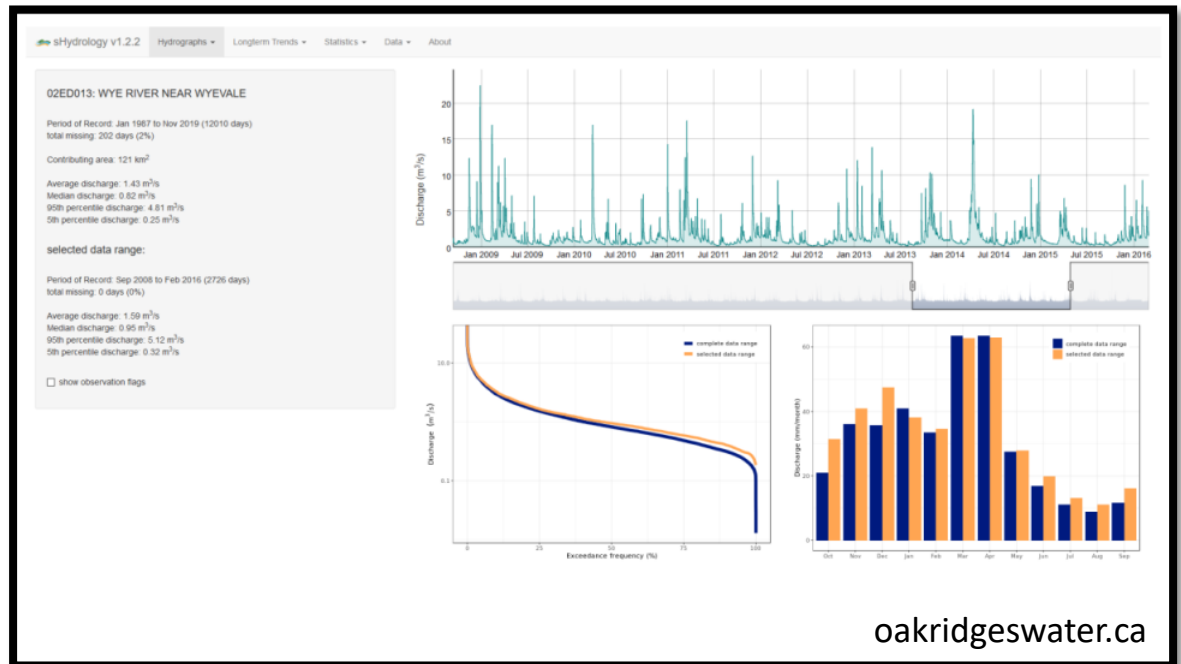 sHydrology v1.2.2 Hydrographs Longterm Trends Statistics Data About
02ED013: WYE RIVER NEAR WYEVALE
Period of Record: Jan 1987 to Nov 2019 (12010 days)
total missing: 202 days (2%)
Contributing area: 121 km²
Average discharge: 1.43 m³/s
Median discharge: 0.82 m³/s
95th percentile discharge: 4.81 m³/s
5th percentile discharge: 0.25 m³/s
selected data range:
Period of Record: Sep 2008 to Feb 2016 (2726 days)
total missing: 0 days (0%)
Average discharge: 1.59 m³/s
Median discharge: 0.95 m³/s
95th percentile discharge: 5.12 m³/s
5th percentile discharge: 0.32 m³/s
show observation flags
Discharge (m³/s)
20
15
10
5
0
Jan 2009 Jul 2009 Jan 2010 Jul 2010 Jan 2011 Jul 2011 Jan 2012 Jul 2012 Jan 2013 Jul 2013 Jan 2014 Jul 2014 Jan 2015 Jul 2015 Jan 2016
complete data range
selected data range
Discharge (m³/s)
10.0
0.1
0 25 50 75 100
Exceedance frequency (%)
complete data range
selected data range
Discharge (mm/month)
60
40
20
0
Oct Nov Dec Jan Feb Mar Apr May Jun Jul Aug Sep
oakridgeswater.ca